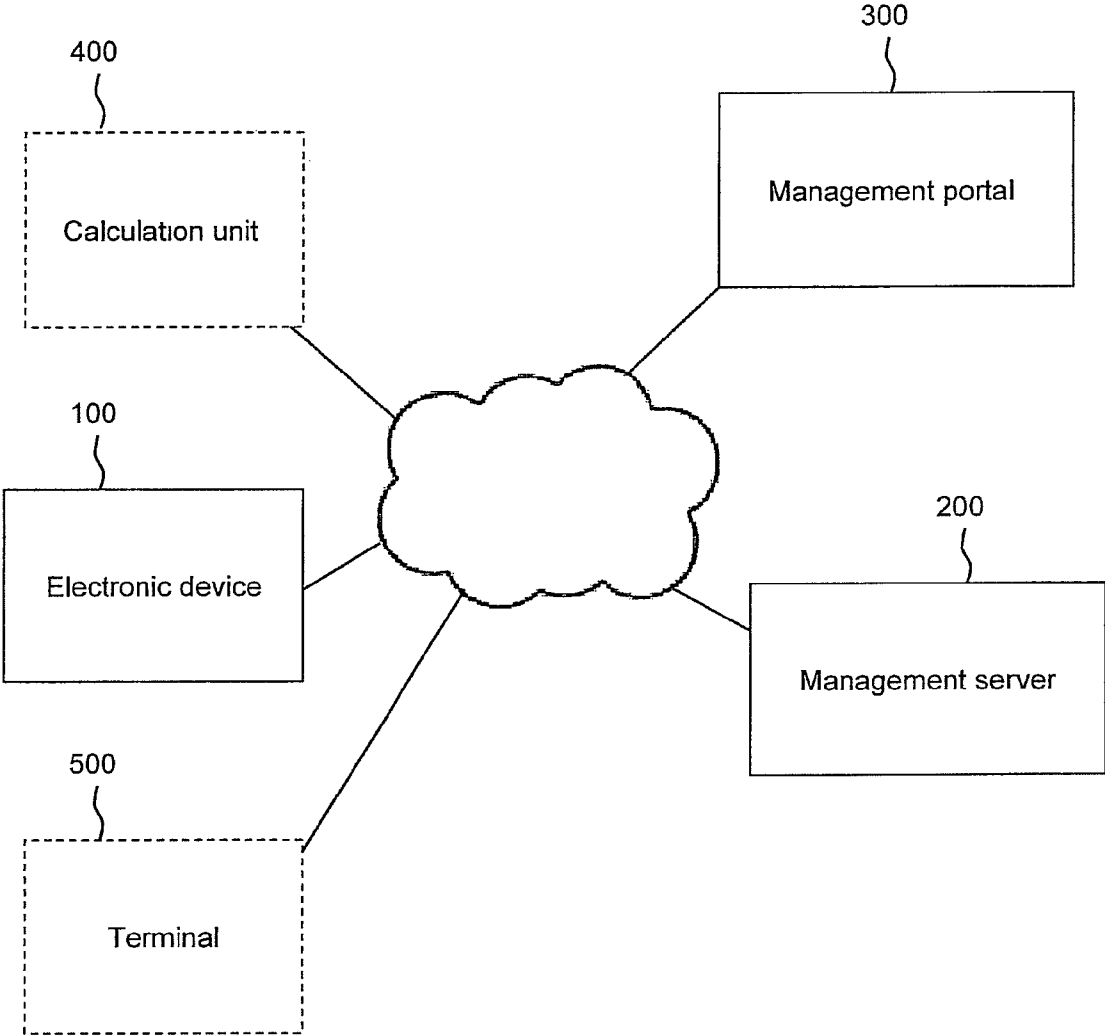 300
400
Management portal
Calculation unit
100
200
Electronic device
Management server
500
Terminal